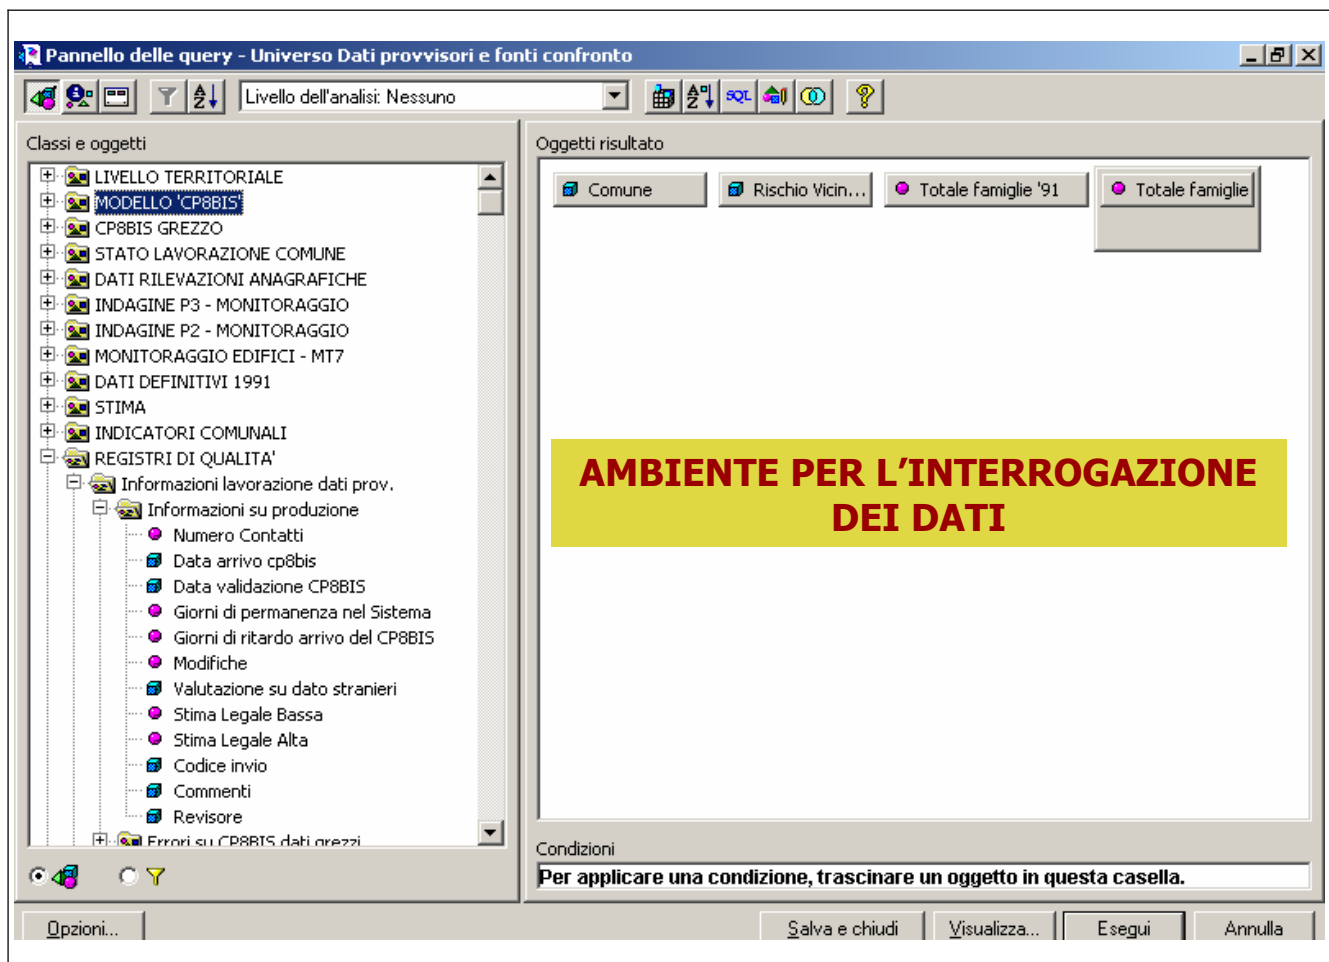 Pannello delle query - Universo Dati provvisori e fonti confronto
Livello dell'analisi: Nessuno
SQL
Classi e oggetti
LIVELLO TERRITORIALE
MODELLO 'CP8BIS'
CP8BIS GREZZO
STATO LAVORAZIONE COMUNE
DATI RILEVAZIONI ANAGRAFICHE
INDAGINE P3 - MONITORAGGIO
INDAGINE P2 - MONITORAGGIO
MONITORAGGIO EDIFICI - MT7
DATI DEFINITIVI 1991
STIMA
INDICATORI COMUNALI
REGISTRI DI QUALITA'
Informazioni lavorazione dati prov.
Informazioni su produzione
Numero Contatti
Data arrivo cp8bis
Data validazione CP8BIS
Giorni di permanenza nel Sistema
Giorni di ritardo arrivo del CP8BIS
Modifiche
Valutazione su dato stranieri
Stima Legale Bassa
Stima Legale Alta
Codice invio
Commenti
Revisore
Errori su CP8BIS dati grezzi
Oggetti risultato
Comune
Rischio Vicin...
Totale famiglie '91
Totale famiglie
AMBIENTE PER L’INTERROGAZIONE
DEI DATI
Condizioni
Per applicare una condizione, trascinare un oggetto in questa casella.
Opzioni...
Salva e chiudi
Visualizza...
Esegui
Annulla